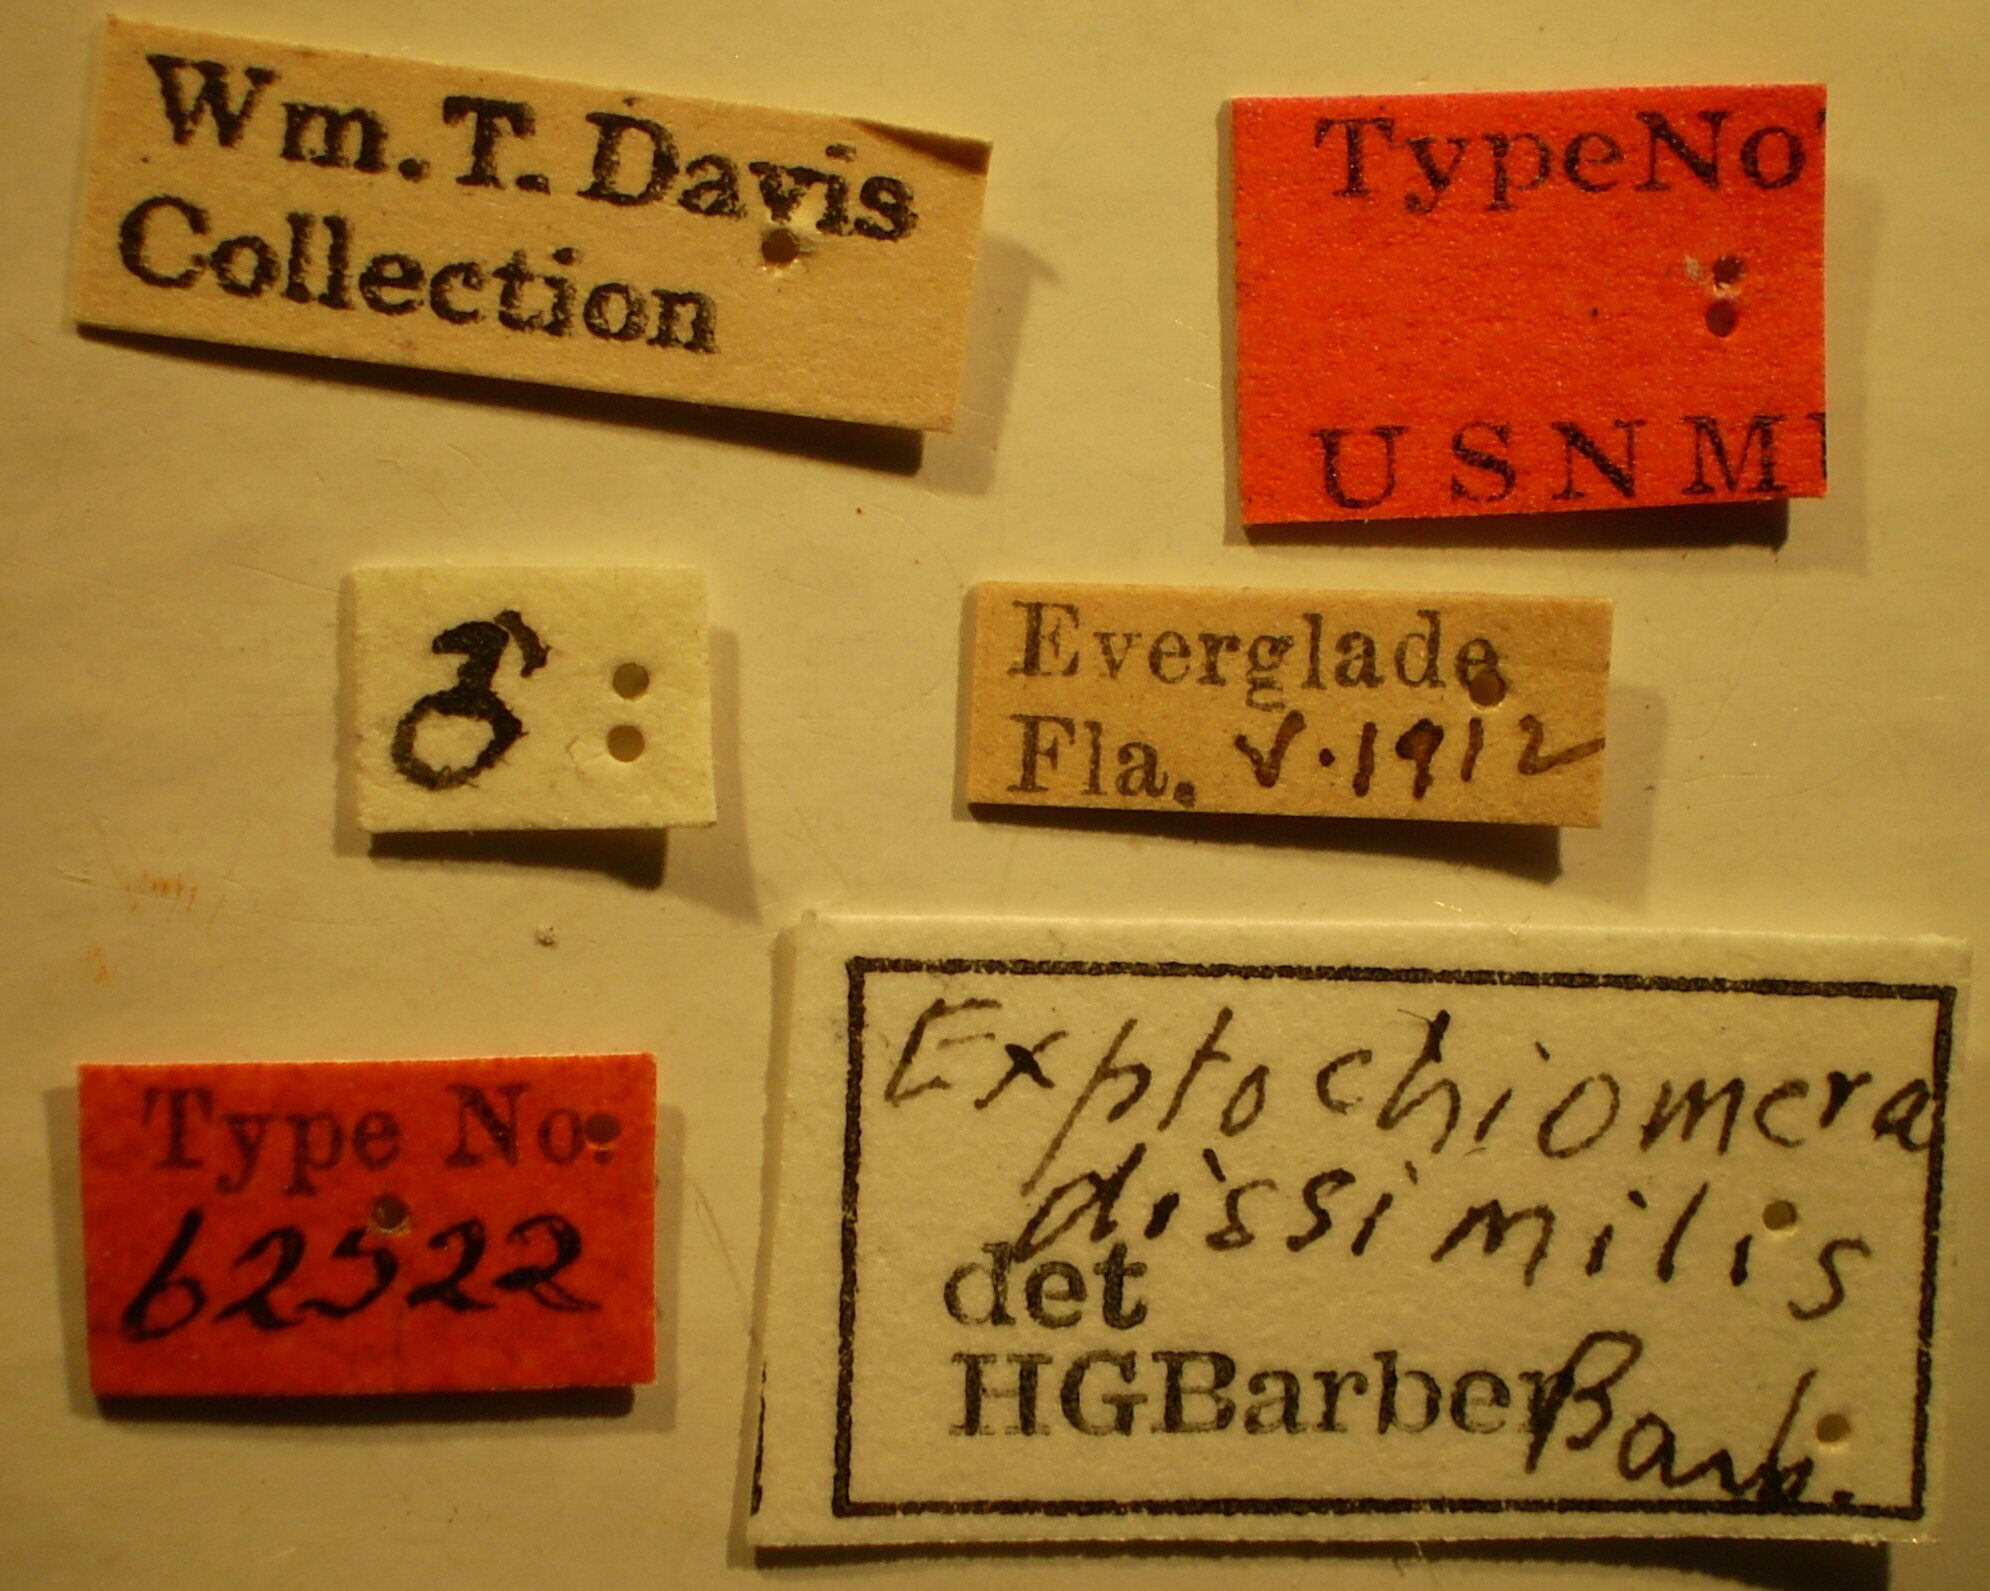 Wm. T. Davis
Collection
TypeNo
USNM
♂
Everglade
Fla. V.1912
Type No.
62522
Exptochiomera
dissimilis
det
HGBarber Barb.